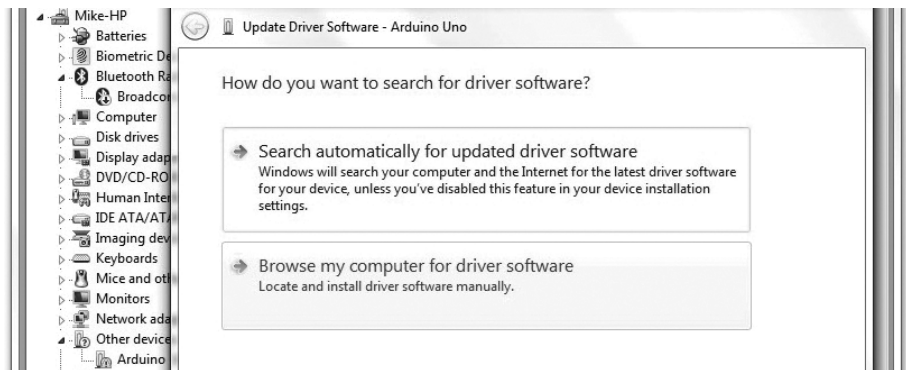 Mike-HP
Batteries
Biometric De
Bluetooth Ra
Broadcor
Computer
Disk drives
Display adap
DVD/CD-RO
Human Inter
IDE ATA/ATA
Imaging dev
Keyboards
Mice and oth
Monitors
Network ada
Other device
Arduino
Update Driver Software - Arduino Uno
How do you want to search for driver software?
Search automatically for updated driver software
Windows will search your computer and the Internet for the latest driver software
for your device, unless you've disabled this feature in your device installation
settings.
Browse my computer for driver software
Locate and install driver software manually.